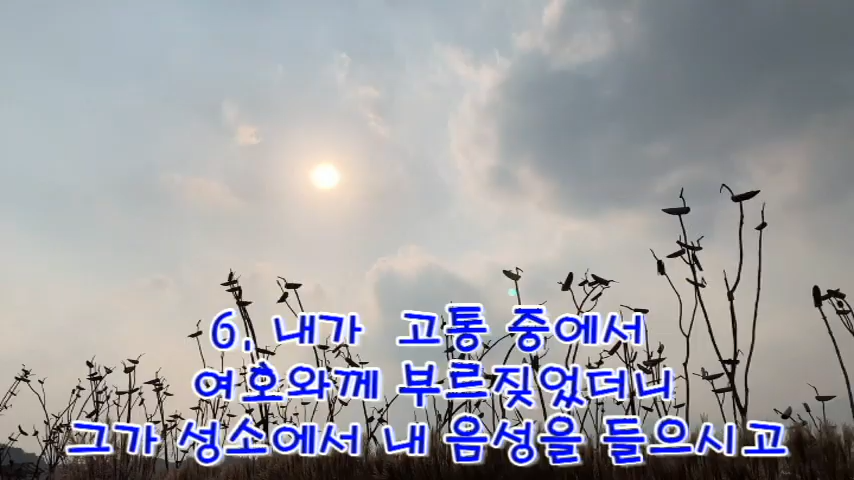 6. 내가 고통 중에서
여호와께 부르짖었더니
그가 성소에서 내 음성을 들으시고